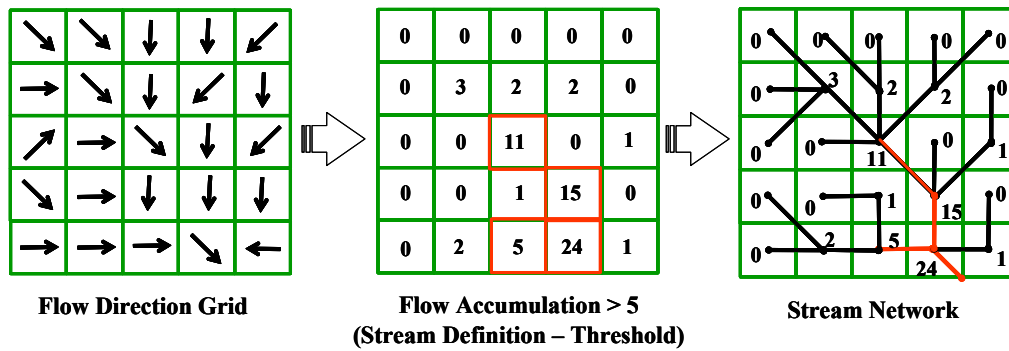 0 0 0 0 0
0 3 2 2 0
0 0 11 0 1
0 0 1 15 0
0 2 5 24 1
0 0 0 0 0
0 3 2 2 0
0 0 11 0 1
0 0 1 15 0
0 2 5 24 1
Flow Direction Grid
Flow Accumulation > 5
(Stream Definition – Threshold)
Stream Network